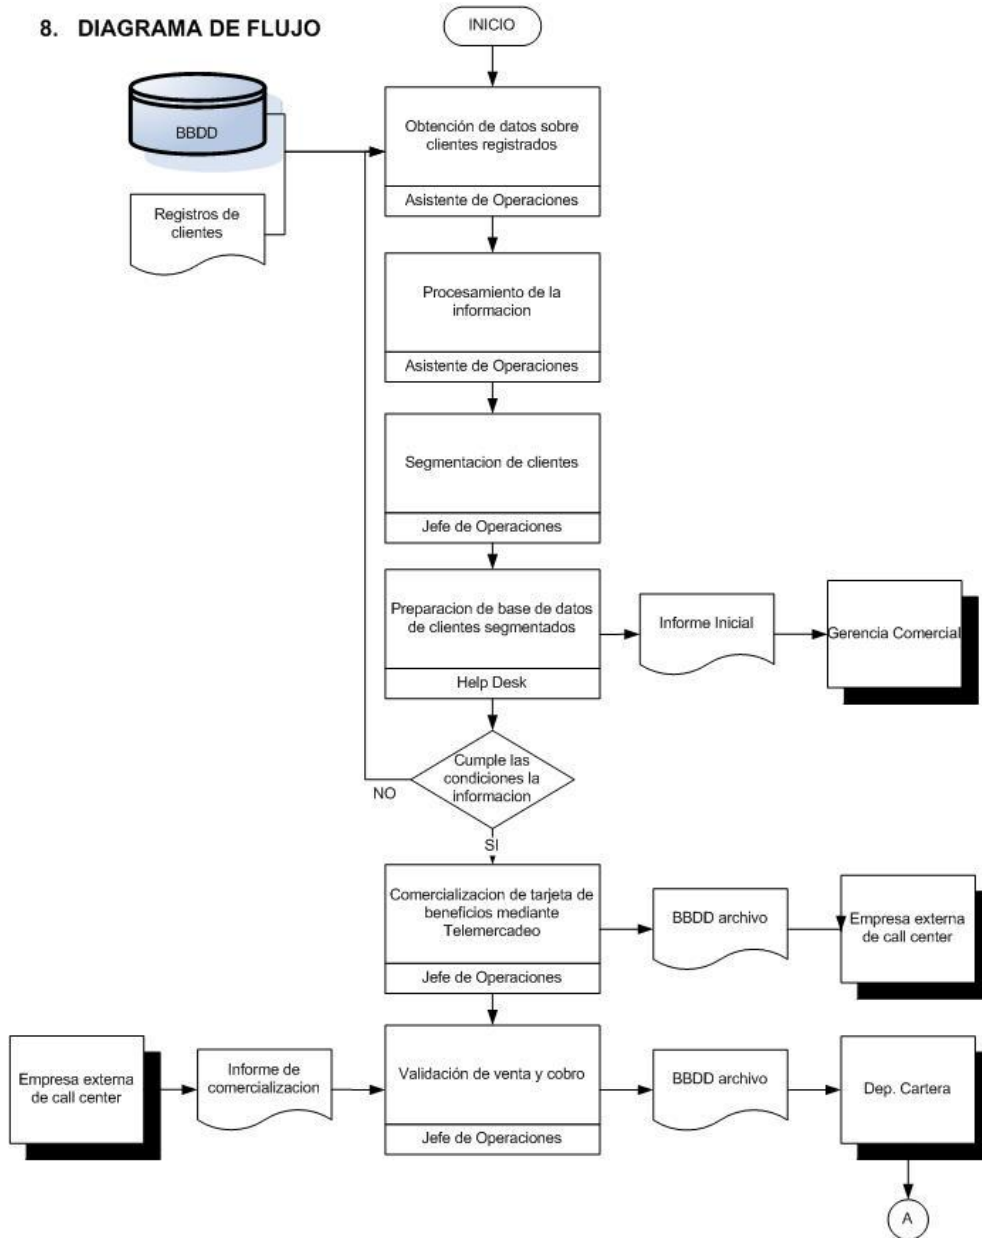 8. DIAGRAMA DE FLUJO
INICIO
BBDD
Obtención de datos sobre
clientes registrados
Asistente de Operaciones
Registros de
clientes
Procesamiento de la
informacion
Asistente de Operaciones
Segmentacion de clientes
Jefe de Operaciones
Preparacion de base de datos
de clientes segmentados
Help Desk
Informe Inicial
Gerencia Comercial
Cumple las
condiciones la
informacion
NO
SI
Comercializacion de tarjeta de
beneficios mediante
Telemercadeo
Jefe de Operaciones
BBDD archivo
Empresa externa
de call center
Empresa externa
de call center
Informe de
comercializacion
Validación de venta y cobro
Jefe de Operaciones
BBDD archivo
Dep. Cartera
A